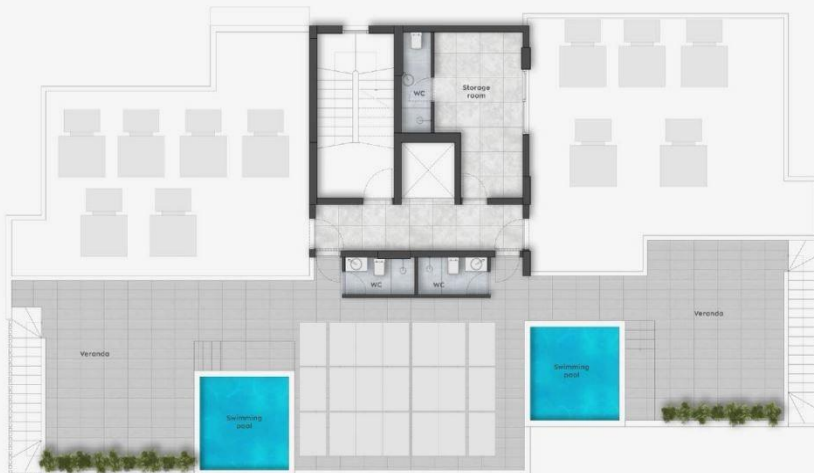 WC
Storage
room
WC
WC
Veranda
Veranda
Swimming
pool
Swimming
pool